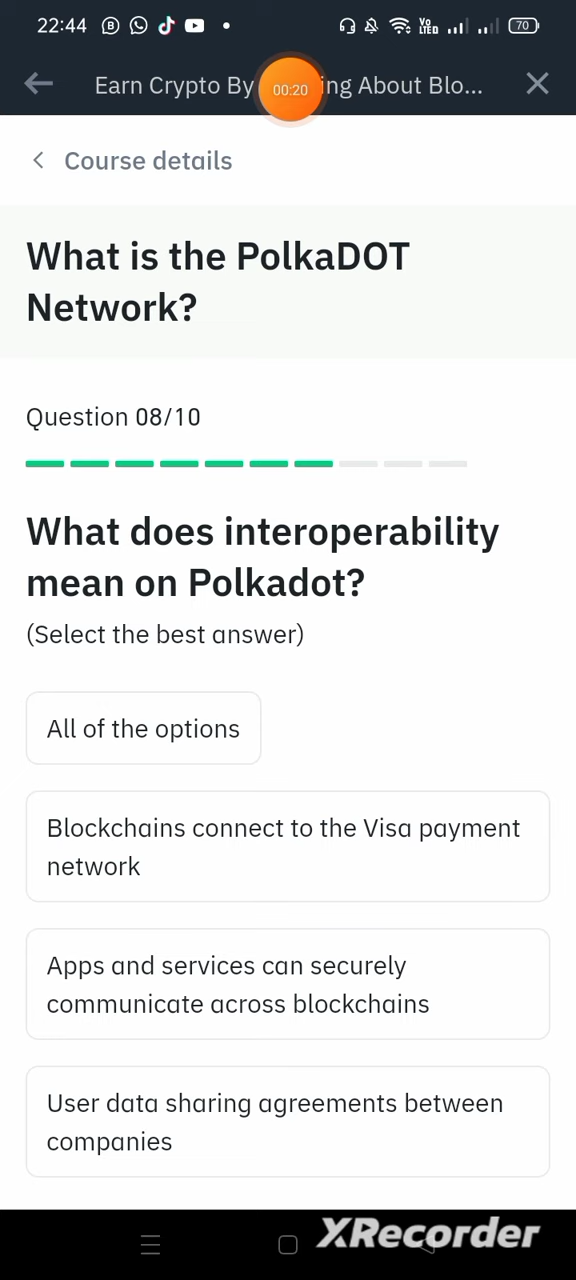 22:44
VO LTE 70
Earn Crypto By 00:20 ing About Blo...
Course details
What is the PolkaDOT
Network?
Question 08/10
What does interoperability
mean on Polkadot?
(Select the best answer)
All of the options
Blockchains connect to the Visa payment
network
Apps and services can securely
communicate across blockchains
User data sharing agreements between
companies
XRecorder